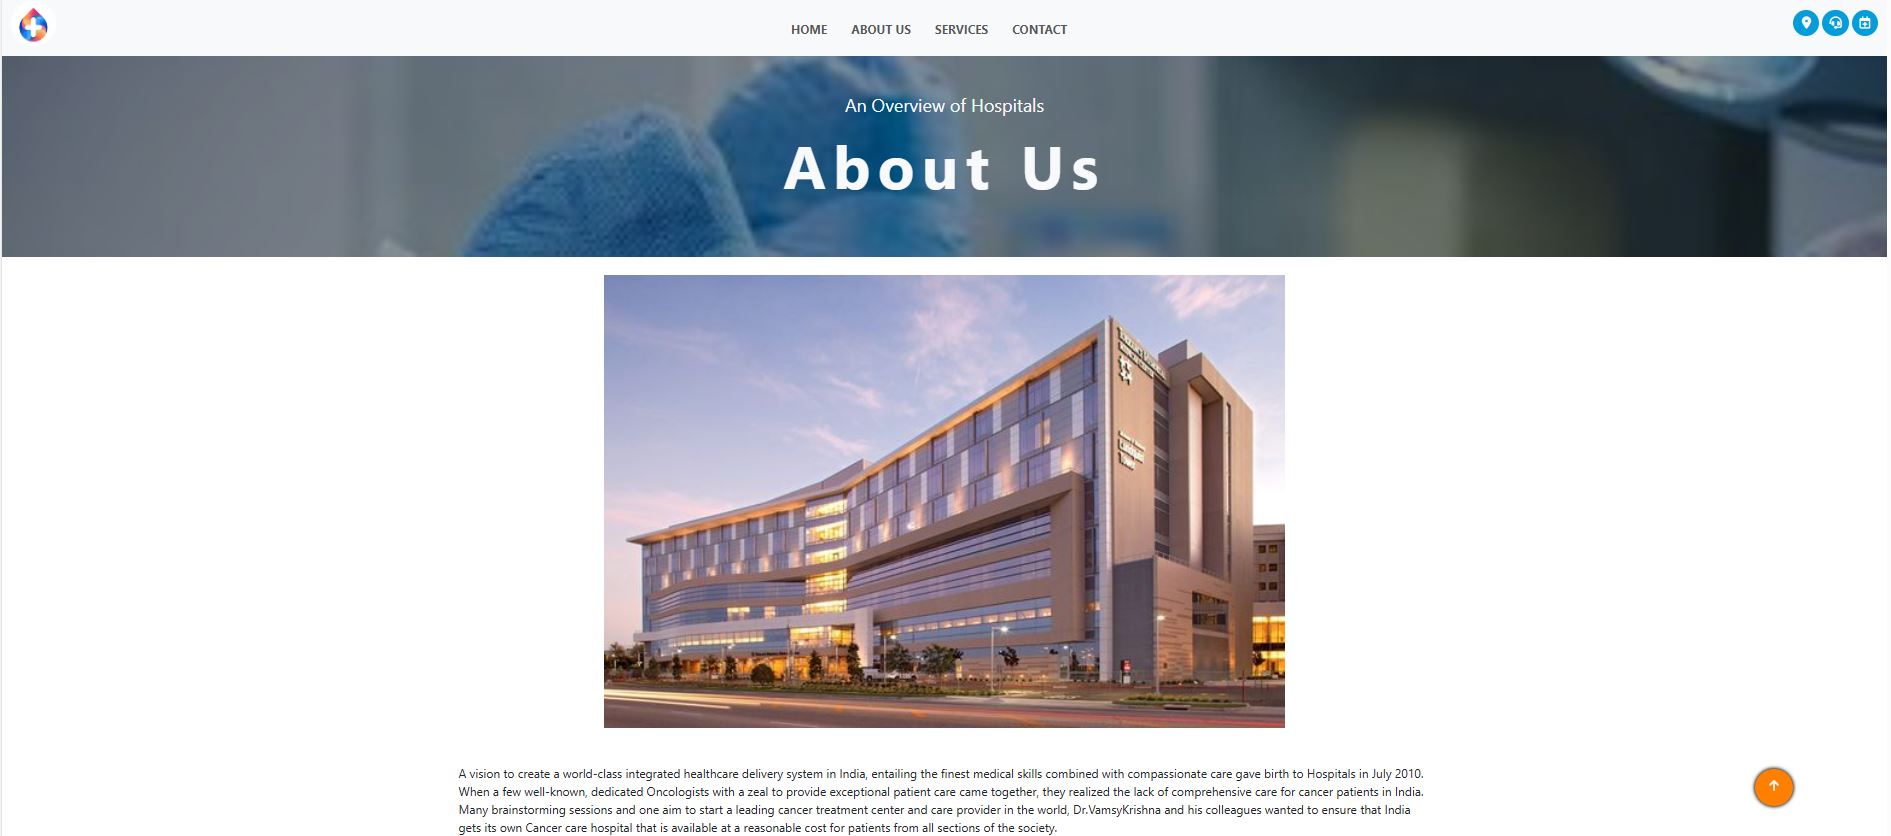 HOME ABOUT US SERVICES CONTACT
An Overview of Hospitals
About Us
Tower
A vision to create a world-class integrated healthcare delivery system in India, entailing the finest medical skills combined with compassionate care gave birth to Hospitals in July 2010.
When a few well-known, dedicated Oncologists with a zeal to provide exceptional patient care came together, they realized the lack of comprehensive care for cancer patients in India.
Many brainstorming sessions and one aim to start a leading cancer treatment center and care provider in the world, Dr.VamsyKrishna and his colleagues wanted to ensure that India
gets its own Cancer care hospital that is available at a reasonable cost for patients from all sections of the society.